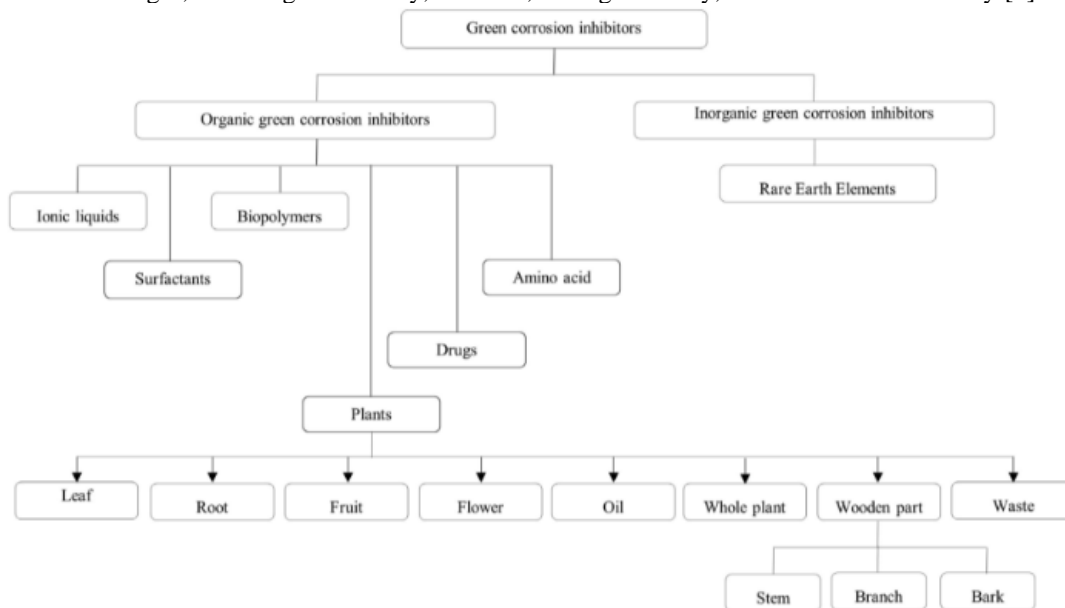 Green corrosion inhibitors
Organic green corrosion inhibitors
Inorganic green corrosion inhibitors
Rare Earth Elements
Ionic liquids
Biopolymers
Surfactants
Amino acid
Drugs
Plants
Leaf
Root
Fruit
Flower
Oil
Whole plant
Wooden part
Waste
Stem
Branch
Bark